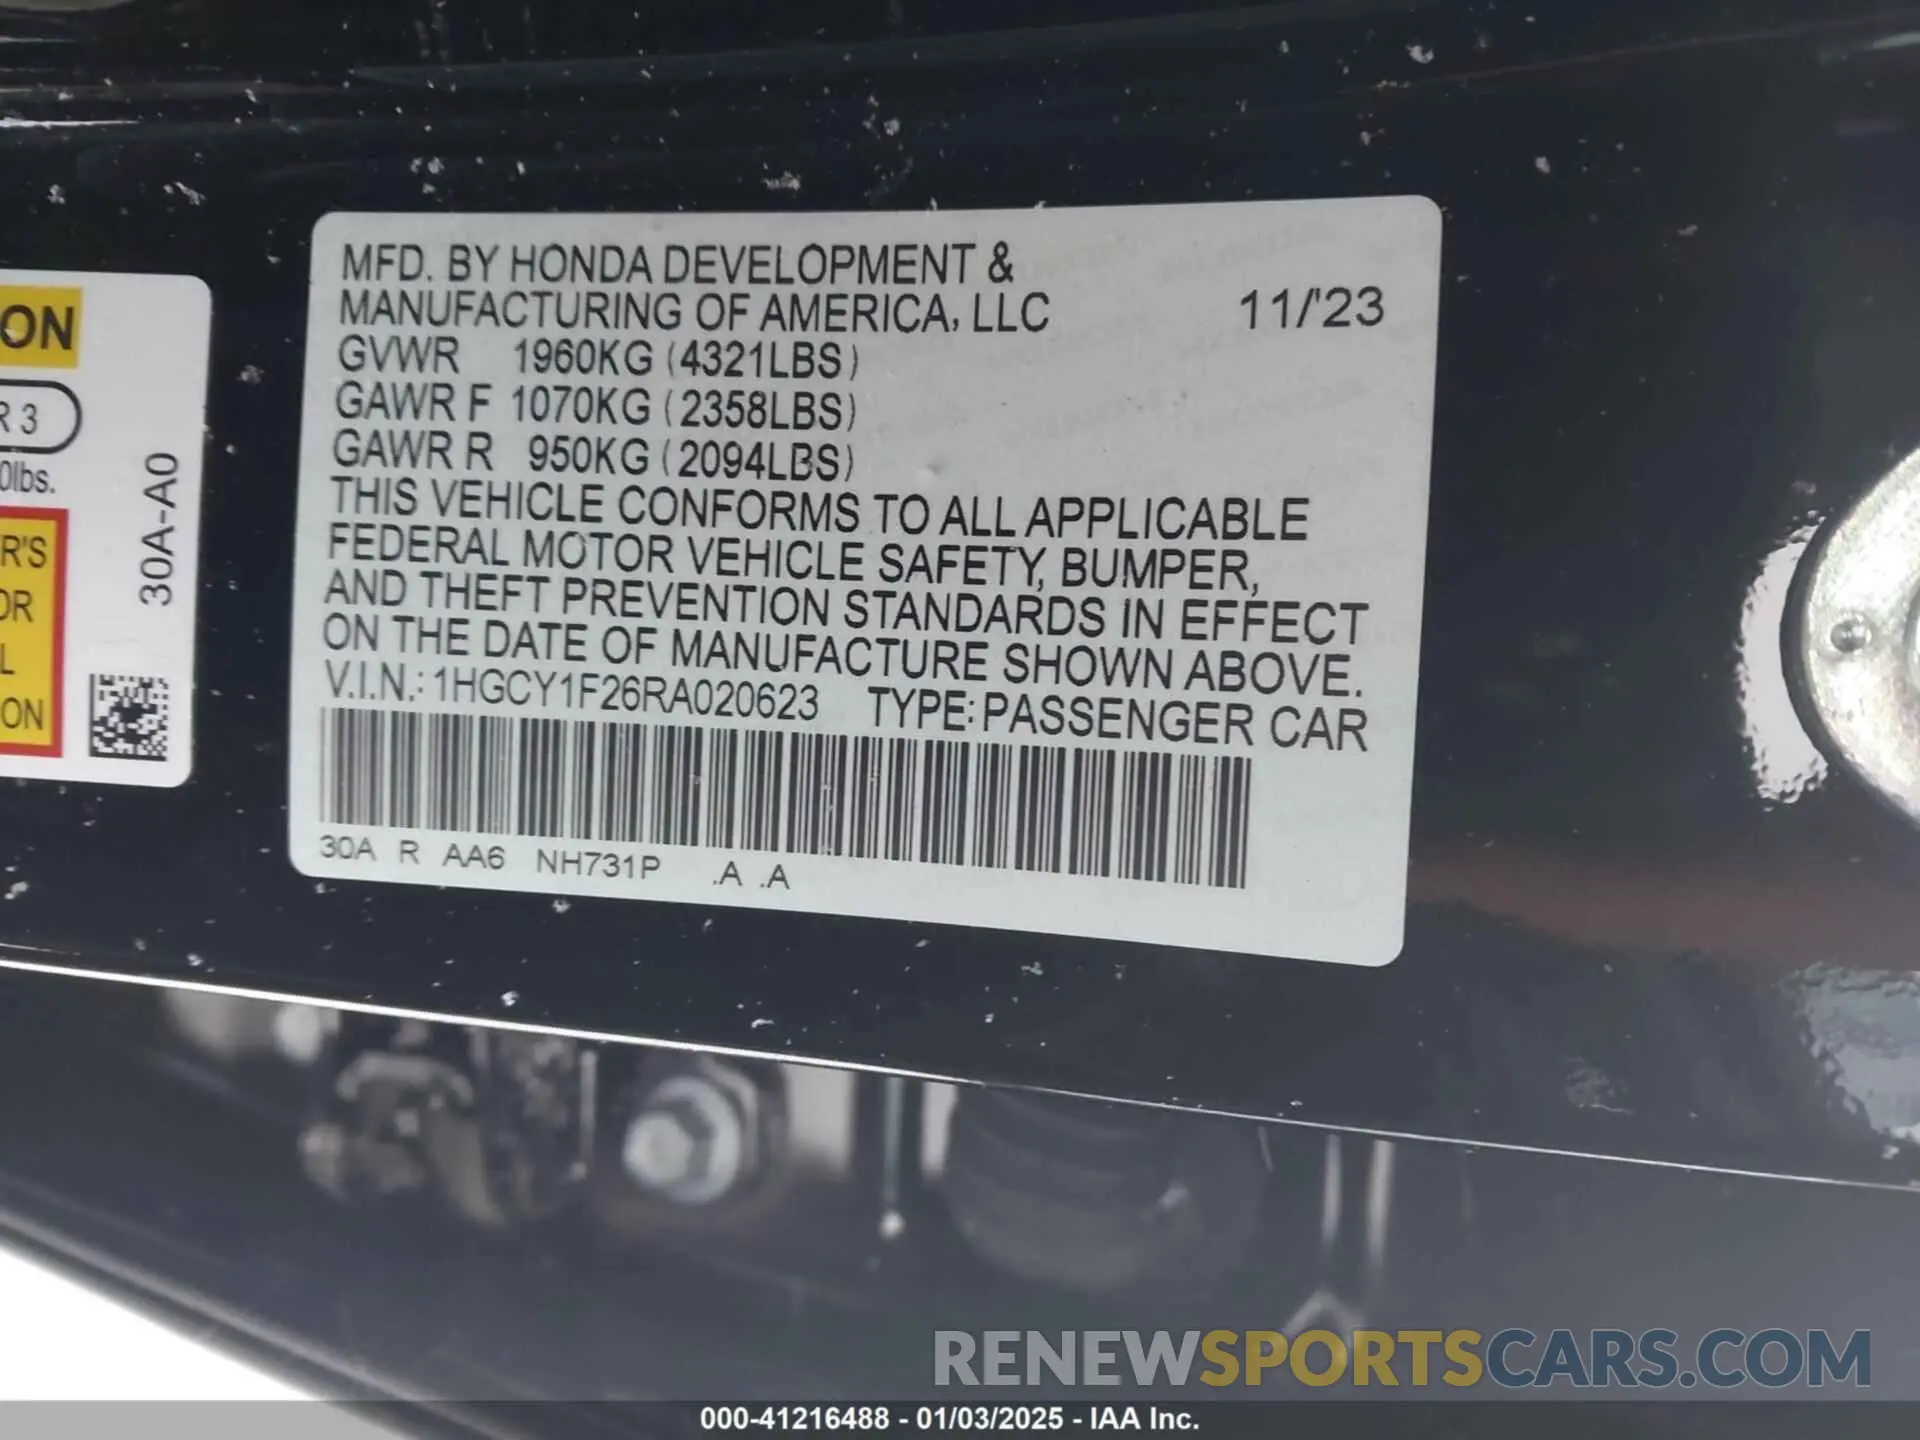 MFD. BY HONDA DEVELOPMENT &
MANUFACTURING OF AMERICA, LLC 11/'23
GVWR 1960KG (4321LBS)
GAWR F 1070KG (2358LBS)
GAWR R 950KG (2094LBS)
THIS VEHICLE CONFORMS TO ALL APPLICABLE
FEDERAL MOTOR VEHICLE SAFETY, BUMPER,
AND THEFT PREVENTION STANDARDS IN EFFECT
ON THE DATE OF MANUFACTURE SHOWN ABOVE.
V.I.N.: 1HGCY1F26RA020623 TYPE: PASSENGER CAR
30A R AA6 NH731P .A .A
ON
R 3
0lbs.
R'S
OR
L
ON
30A-A0
RENEWSPORTSCARS.COM
000-41216488 - 01/03/2025 - IAA Inc.